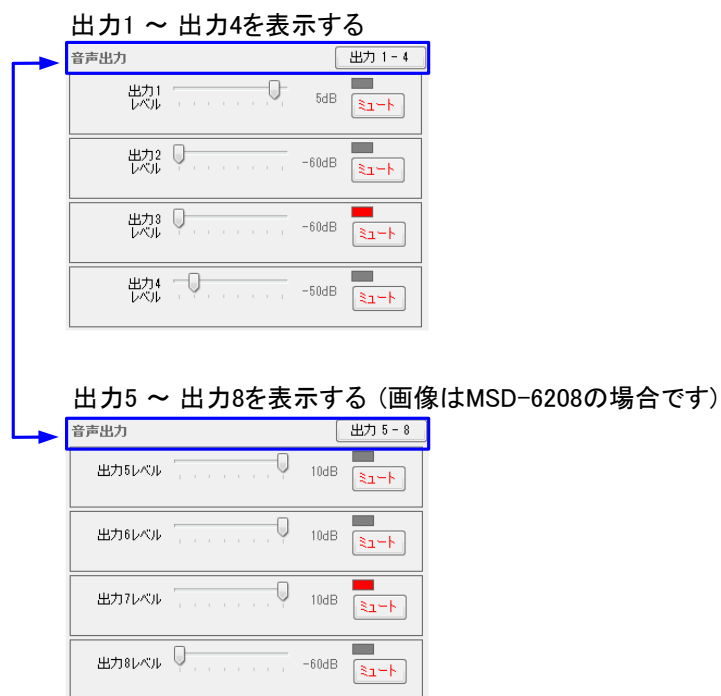 出力1 ～ 出力4を表示する
音声出力 出力 1 - 4
出力1
レベル 5dB ミュート
出力2
レベル -60dB ミュート
出力3
レベル -60dB ミュート
出力4
レベル -50dB ミュート
出力5 ～ 出力8を表示する (画像はMSD-6208の場合です)
音声出力 出力 5 - 8
出力5レベル 10dB ミュート
出力6レベル 10dB ミュート
出力7レベル 10dB ミュート
出力8レベル -60dB ミュート